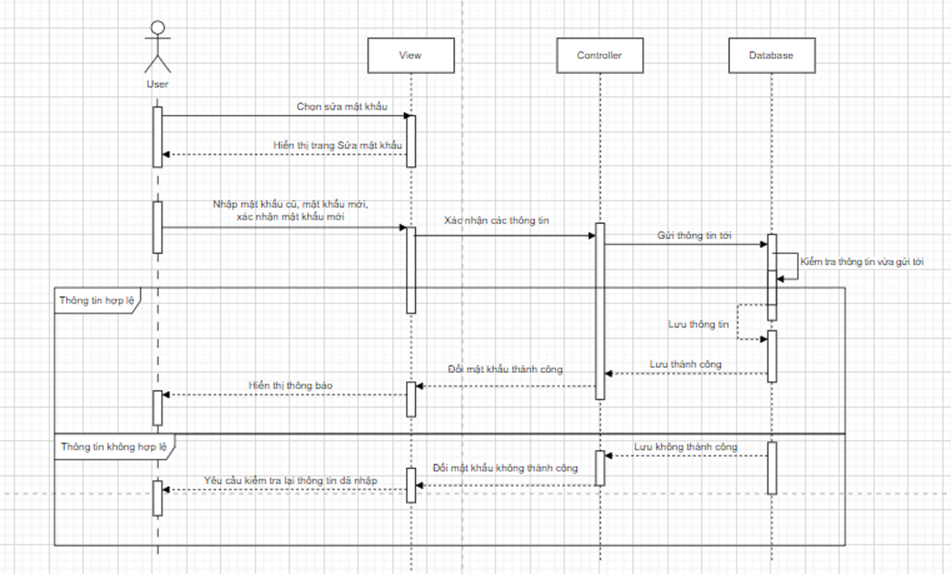 View
Controller
Database
User
Chọn sửa mật khẩu
Hiển thị trang Sửa mật khẩu
Nhập mật khẩu cũ, mật khẩu mới,
xác nhận mật khẩu mới
Xác nhận các thông tin
Gửi thông tin tới
Kiểm tra thông tin vừa gửi tới
Thông tin hợp lệ
Lưu thông tin
Lưu thành công
Đổi mật khẩu thành công
Hiển thị thông báo
Thông tin không hợp lệ
Lưu không thành công
Đổi mật khẩu không thành công
Yêu cầu kiểm tra lại thông tin đã nhập